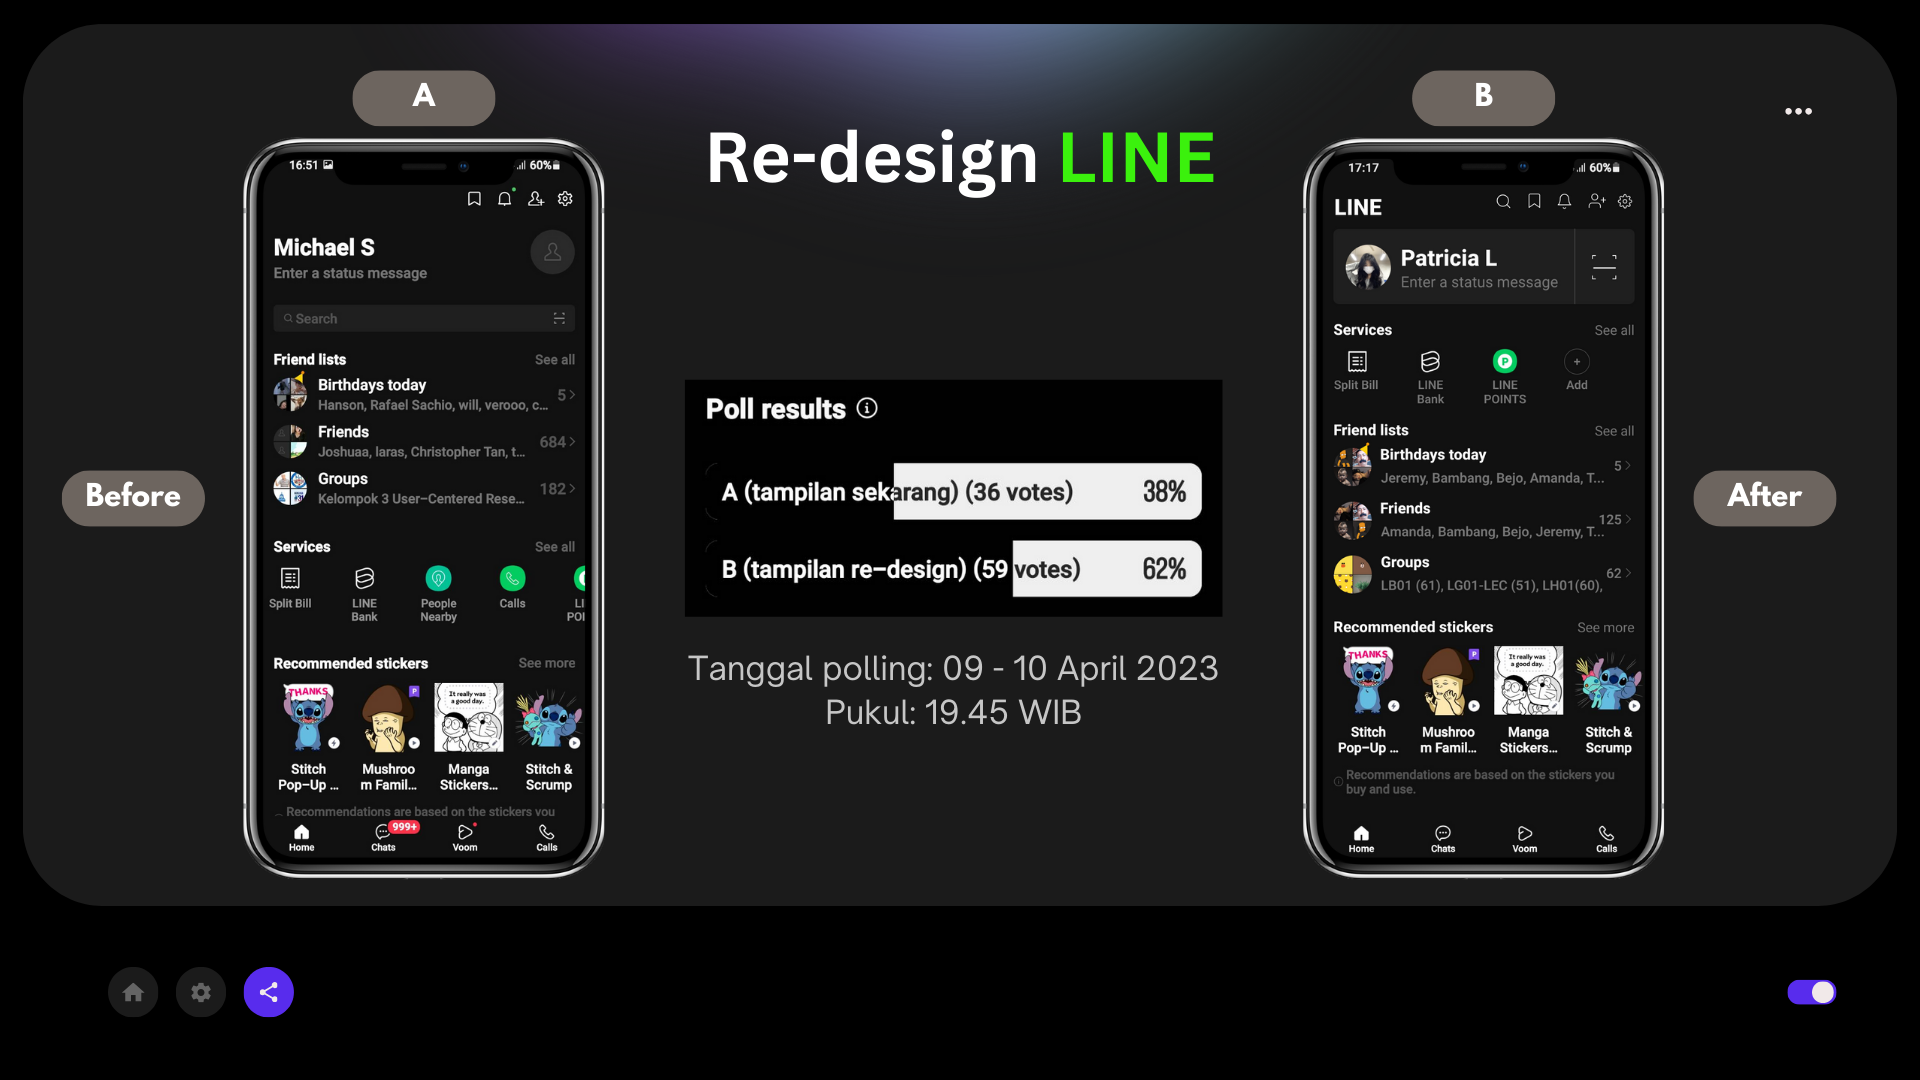 A
B
Re-design LINE
Before
After
16:51
60%
Michael S
Enter a status message
Search
Friend lists
See all
Birthdays today
Hanson, Rafael Sachio, will, verooo, c...
5
Friends
Joshuaa, laras, Christopher Tan, t...
684
Groups
Kelompok 3 User-Centered Rese...
182
Services
See all
Split Bill
LINE
Bank
People
Nearby
Calls
LI
POI
Recommended stickers
See more
THANKS
It really was
a good day.
Stitch
Pop-Up ...
Mushroo
m Famil...
Manga
Stickers...
Stitch &
Scrump
Recommendations are based on the stickers you
Home
Chats
999+
Voom
Calls
Poll results
A (tampilan sekarang) (36 votes)
38%
B (tampilan re-design) (59 votes)
62%
Tanggal polling: 09 - 10 April 2023
Pukul: 19.45 WIB
17:17
60%
LINE
Patricia L
Enter a status message
Services
See all
Split Bill
LINE
Bank
P
LINE
POINTS
Add
Friend lists
See all
Birthdays today
Jeremy, Bambang, Bejo, Amanda, T...
5
Friends
Amanda, Bambang, Bejo, Jeremy, T...
125
Groups
LB01 (61), LG01-LEC (51), LH01(60),
62
Recommended stickers
See more
THANKS
P
It really was
a good day.
Stitch
Pop-Up ...
Mushroo
m Famil...
Manga
Stickers...
Stitch &
Scrump
Recommendations are based on the stickers you
buy and use.
Home
Chats
Voom
Calls